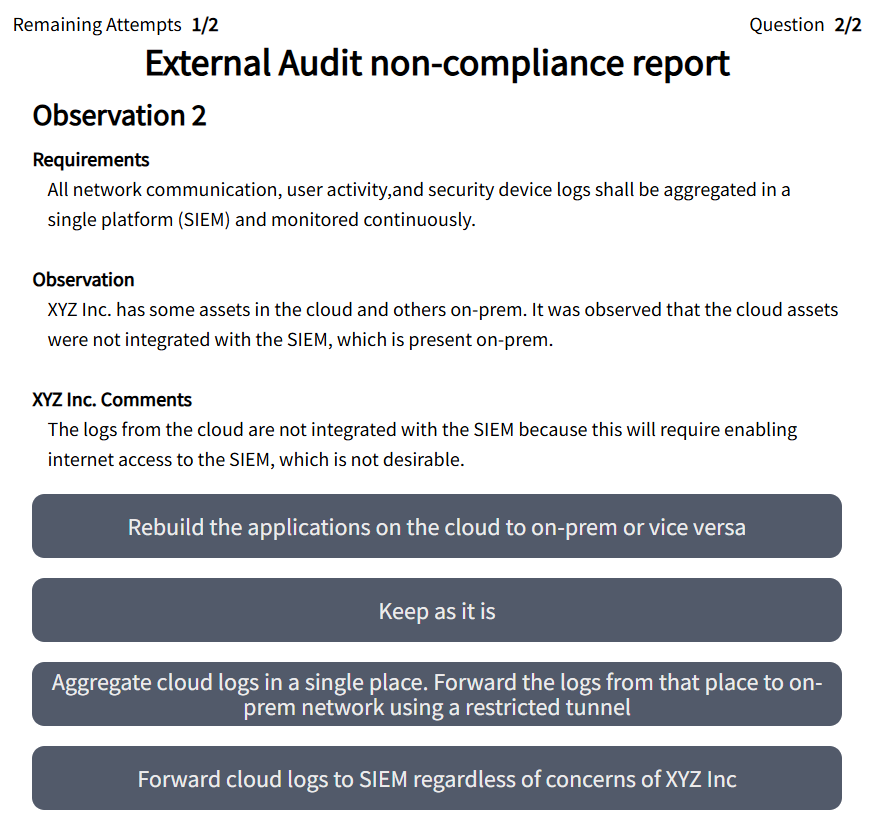 Remaining Attempts 1/2
Question 2/2
External Audit non-compliance report
Observation 2
Requirements
All network communication, user activity,and security device logs shall be aggregated in a
single platform (SIEM) and monitored continuously.
Observation
XYZ Inc. has some assets in the cloud and others on-prem. It was observed that the cloud assets
were not integrated with the SIEM, which is present on-prem.
XYZ Inc. Comments
The logs from the cloud are not integrated with the SIEM because this will require enabling
internet access to the SIEM, which is not desirable.
Rebuild the applications on the cloud to on-prem or vice versa
Keep as it is
Aggregate cloud logs in a single place. Forward the logs from that place to on-
prem network using a restricted tunnel
Forward cloud logs to SIEM regardless of concerns of XYZ Inc